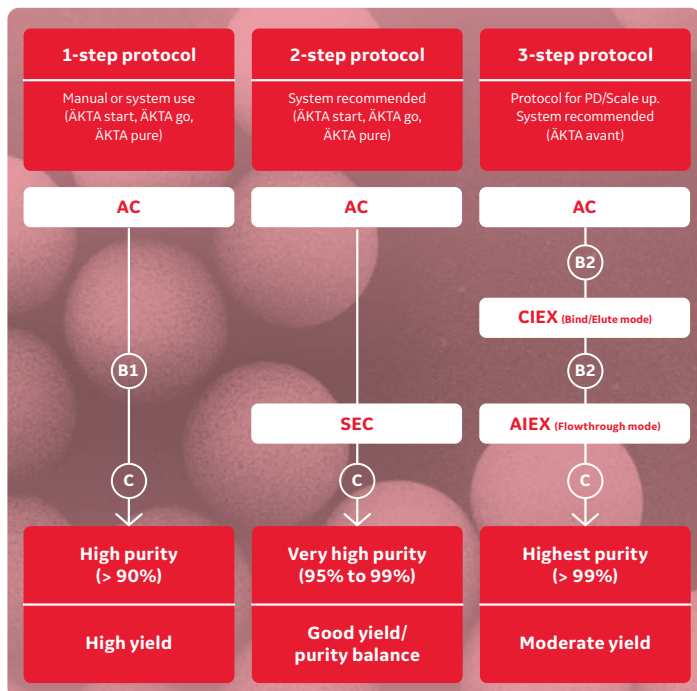 1-step protocol
Manual or system use
(ÄKTA start, ÄKTA go,
ÄKTA pure)
AC
B1
C
High purity
(> 90%)
High yield
2-step protocol
System recommended
(ÄKTA start, ÄKTA go,
ÄKTA pure)
AC
SEC
C
Very high purity
(95% to 99%)
Good yield/
purity balance
3-step protocol
Protocol for PD/Scale up.
System recommended
(ÄKTA avant)
AC
B2
CIEX (Bind/Elute mode)
B2
AIEX (Flowthrough mode)
C
Highest purity
(> 99%)
Moderate yield